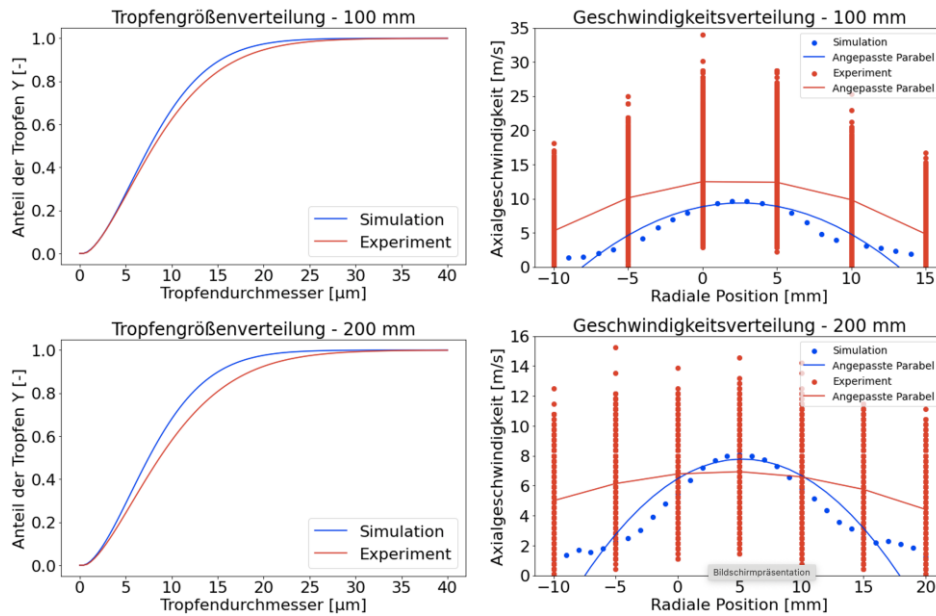 Tropfengrößenverteilung - 100 mm
Anteil der Tropfen Y [-]
1.0
0.8
0.6
0.4
0.2
0.0
Simulation
Experiment
0 5 10 15 20 25 30 35 40
Tropfendurchmesser [μm]
Geschwindigkeitsverteilung - 100 mm
Axialgeschwindigkeit [m/s]
35
30
25
20
15
10
5
0
Simulation
Angepasste Parabel
Experiment
Angepasste Parabel
−10 −5 0 5 10 15
Radiale Position [mm]
Tropfengrößenverteilung - 200 mm
Anteil der Tropfen Y [-]
1.0
0.8
0.6
0.4
0.2
0.0
Simulation
Experiment
0 5 10 15 20 25 30 35 40
Tropfendurchmesser [μm]
Geschwindigkeitsverteilung - 200 mm
Axialgeschwindigkeit [m/s]
16
14
12
10
8
6
4
2
0
Simulation
Angepasste Parabel
Experiment
Angepasste Parabel
Bildschirmpräsentation
−10 −5 0 5 10 15 20
Radiale Position [mm]